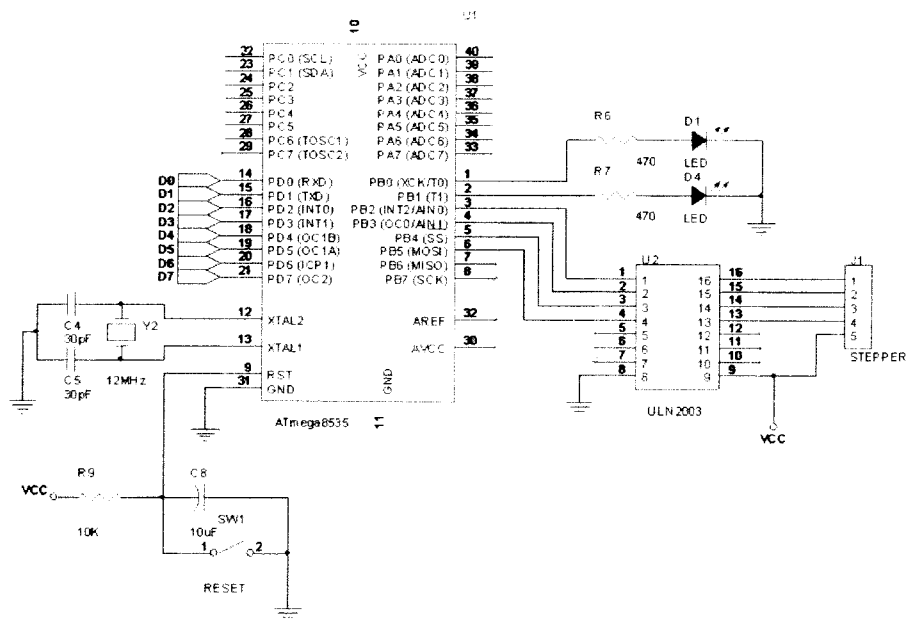 U1
10
VCC
22 PC0 (SCL) PA0 (ADC0) 40
23 PC1 (SDA) PA1 (ADC1) 39
24 PC2 PA2 (ADC2) 38
25 PC3 PA3 (ADC3) 37
26 PC4 PA4 (ADC4) 36
27 PC5 PA5 (ADC5) 35
28 PC6 (TOSC1) PA6 (ADC6) 34
29 PC7 (TOSC2) PA7 (ADC7) 33
D0 14 PD0 (RXD) PB0 (XCK/T0) 1
D1 15 PD1 (TXD) PB1 (T1) 2
D2 16 PD2 (INT0) PB2 (INT2/AIN0) 3
D3 17 PD3 (INT1) PB3 (OC0/AIN1) 4
D4 18 PD4 (OC1B) PB4 (SS) 5
D5 19 PD5 (OC1A) PB5 (MOSI) 6
D6 20 PD6 (ICP1) PB6 (MISO) 7
D7 21 PD7 (OC2) PB7 (SCK) 8
12 XTAL2 AREF 32
13 XTAL1 AVCC 30
9 RST
31 GND
GND
11
ATmega8535
R6
470
D1
LED
R7
470
D4
LED
C4
30pF
Y2
C5
30pF
12MHz
U2
1 1 16 16
2 2 15 15
3 3 14 14
4 4 13 13
5 5 12 12
6 6 11 11
7 7 10 10
8 8 9 9
ULN2003
J1
1
2
3
4
5
STEPPER
VCC
R9
VCC
10K
C8
10uF
SW1
1 2
RESET